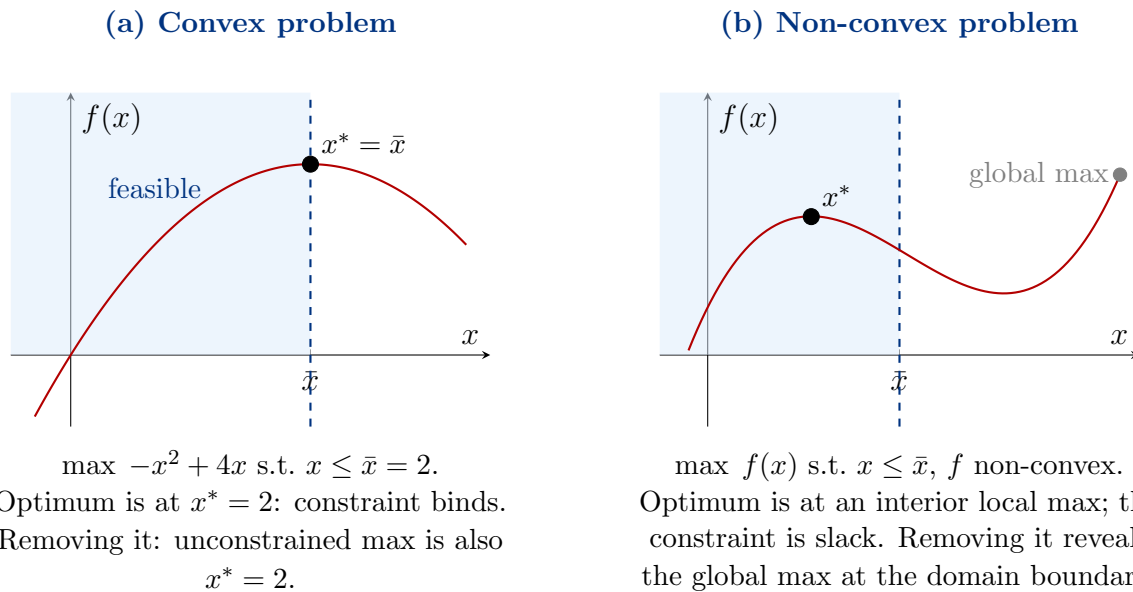 (a) Convex problem
f(x)
x* = x̄
feasible
x
x̄
max −x² + 4x s.t. x ≤ x̄ = 2.
Optimum is at x* = 2: constraint binds.
Removing it: unconstrained max is also
x* = 2.
(b) Non-convex problem
f(x)
global max
x*
x
x̄
max f(x) s.t. x ≤ x̄, f non-convex.
Optimum is at an interior local max; th
constraint is slack. Removing it reveal
the global max at the domain boundar